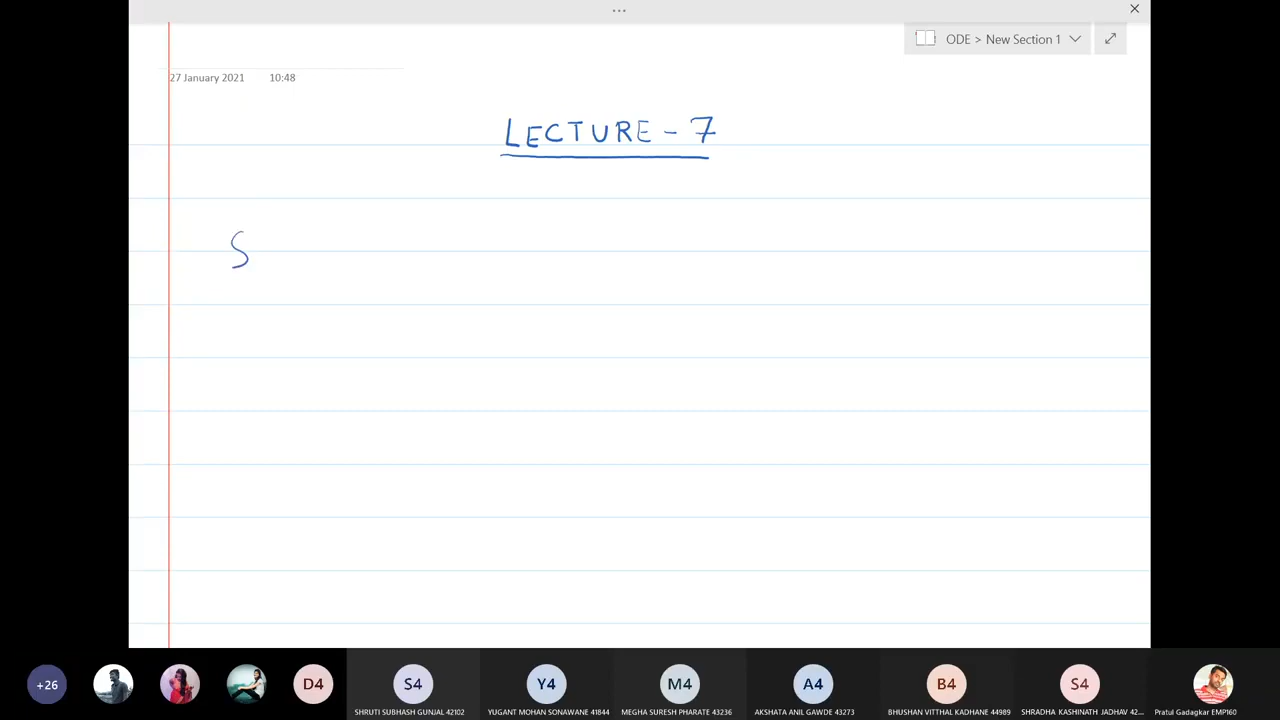 ODE > New Section 1
27 January 2021 10:48
LECTURE - 7
S
+26
D4
S4
Y4
M4
A4
B4
S4
SHRUTI SUBHASH GUNJAL 42102
YUGANT MOHAN SONAWANE 41844
MEGHA SURESH PHARATE 43236
AKSHATA ANIL GAWDE 43273
BHUSHAN VITTHAL KADHANE 44989
SHRADHA KASHINATH JADHAV 42...
Pratul Gadagkar EMP160